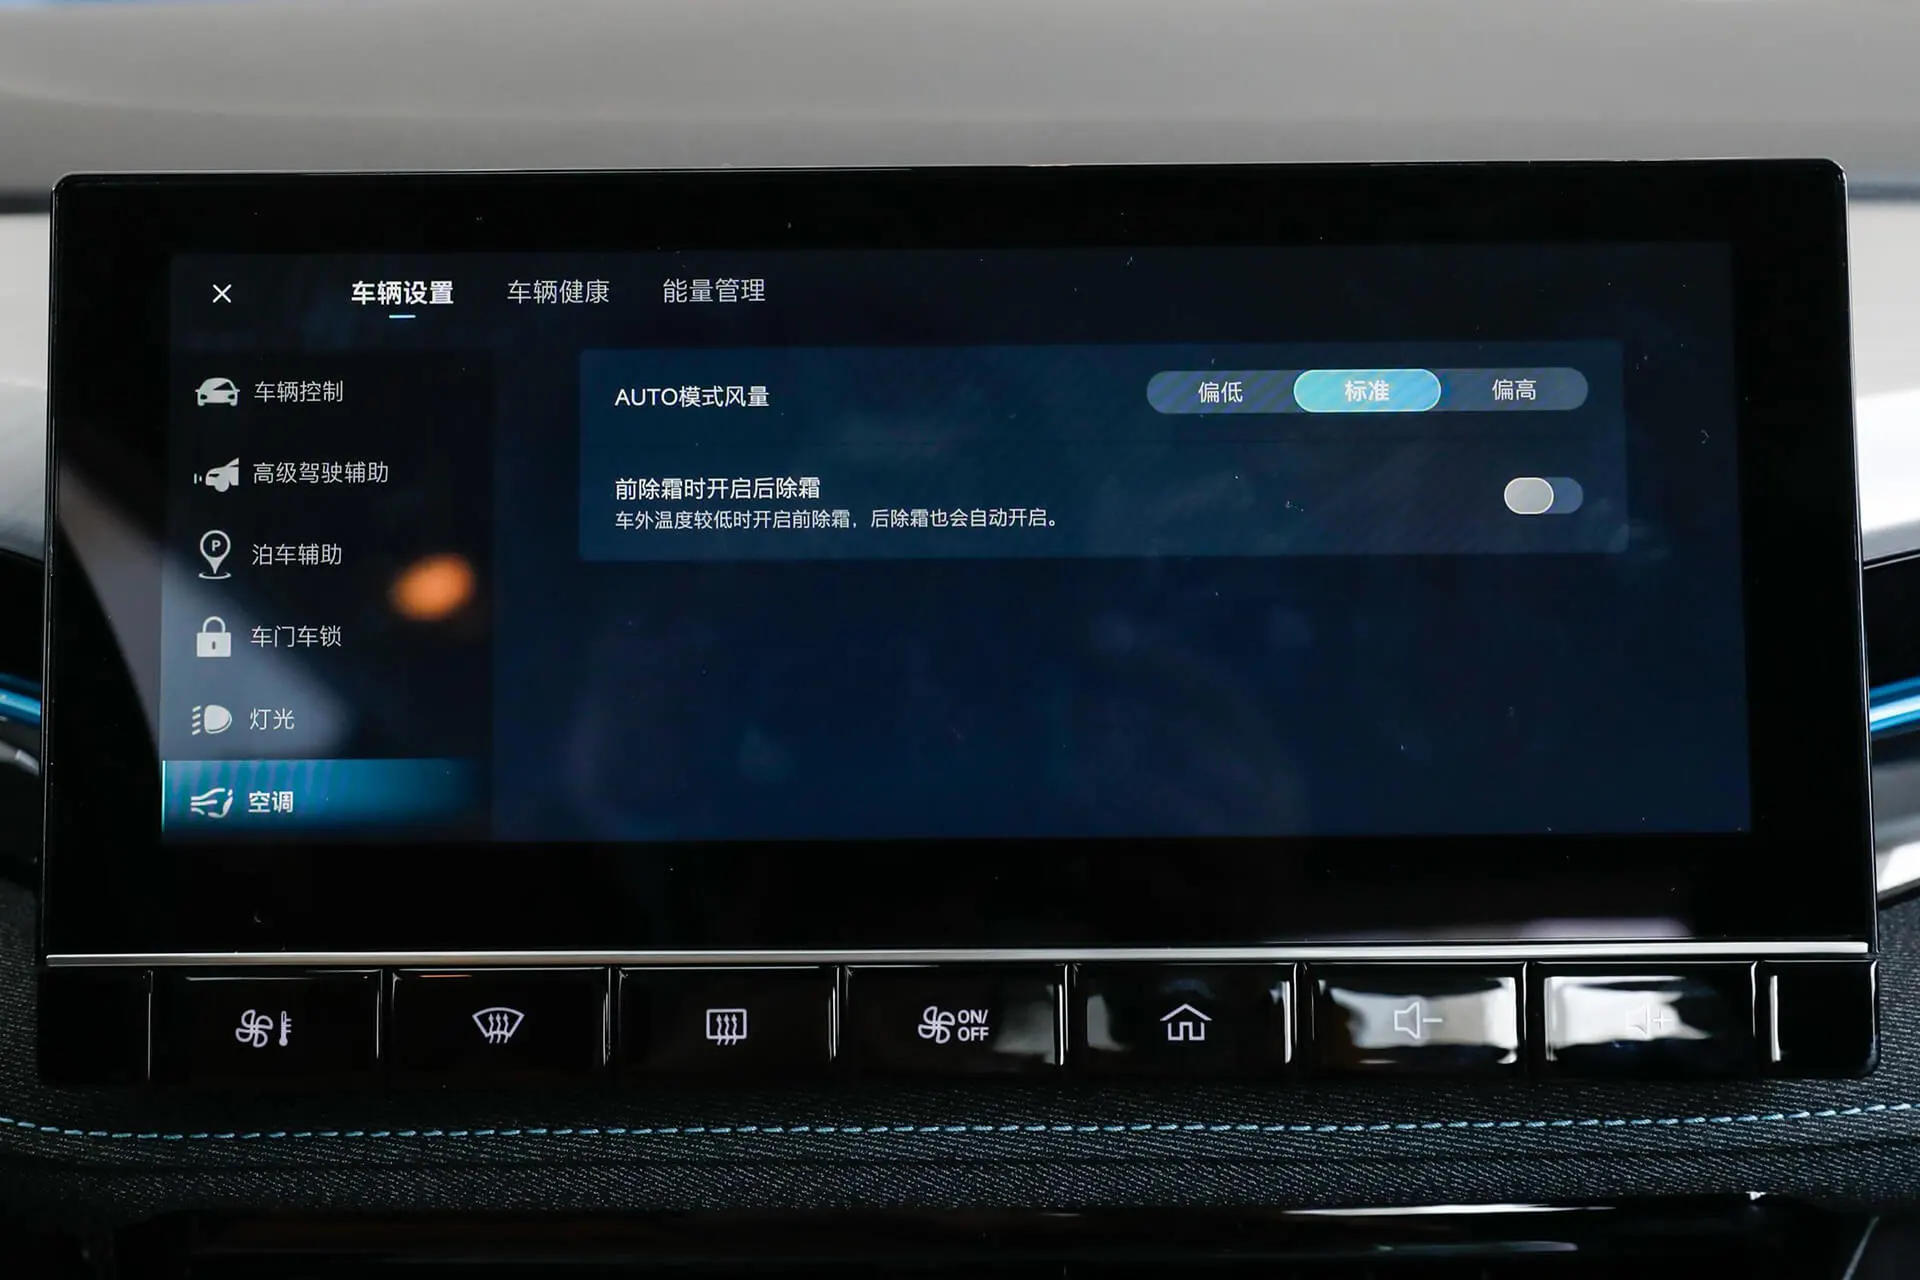 车辆设置 车辆健康 能量管理
车辆控制
高级驾驶辅助
P
泊车辅助
车门车锁
灯光
空调
AUTO模式风量
偏低 标准 偏高
前除霜时开启后除霜
车外温度较低时开启前除霜，后除霜也会自动开启。
ON/
OFF